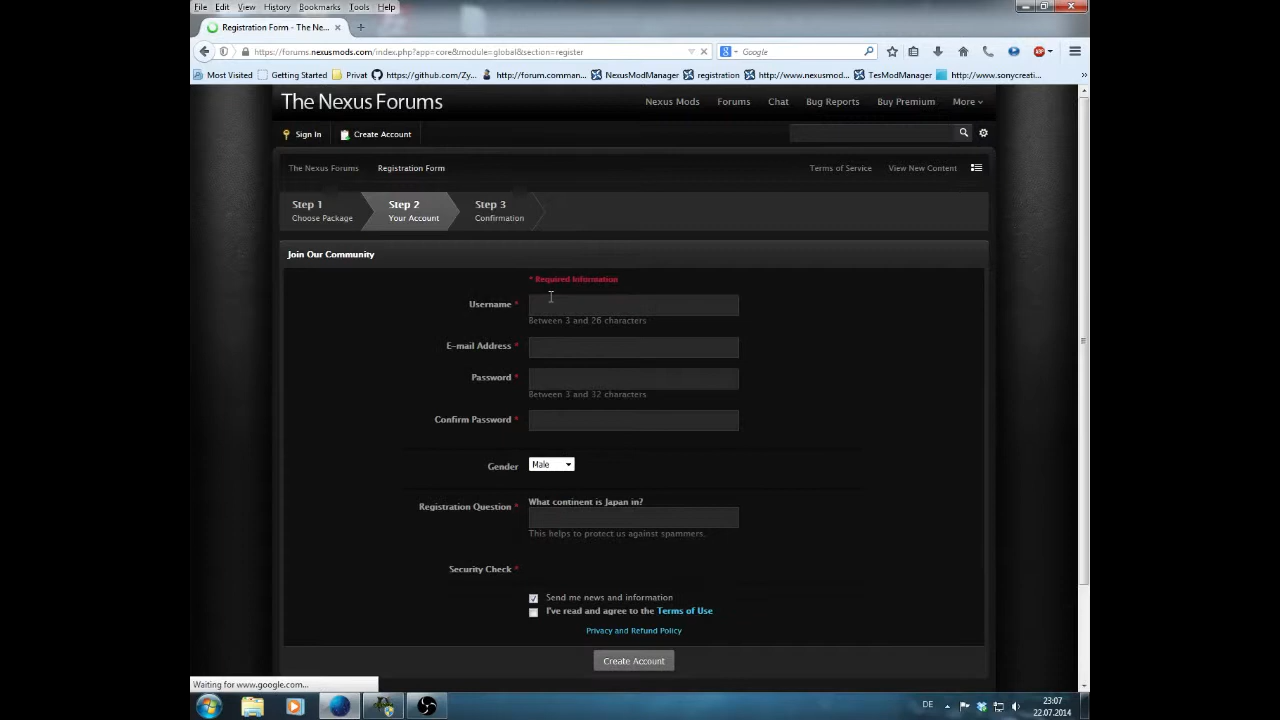 File Edit View History Bookmarks Tools Help
Registration Form - The Ne...
https://forums.nexusmods.com/index.php?app=core&module=global&section=register
Google
Most Visited Getting Started Privat https://github.com/Zy... http://forum.comman... NexusModManager registration http://www.nexusmod... TesModManager http://www.sonycreati...
The Nexus Forums
Nexus Mods Forums Chat Bug Reports Buy Premium More
Sign In Create Account
The Nexus Forums Registration Form Terms of Service View New Content
Step 1 Step 2 Step 3
Choose Package Your Account Confirmation
Join Our Community
* Required Information
Username *
Between 3 and 26 characters
E-mail Address *
Password *
Between 3 and 32 characters
Confirm Password *
Gender Male
What continent is Japan in?
Registration Question *
This helps to protect us against spammers.
Security Check *
Send me news and information
I've read and agree to the Terms of Use
Privacy and Refund Policy
Create Account
Waiting for www.google.com...
DE
23:07
22.07.2014